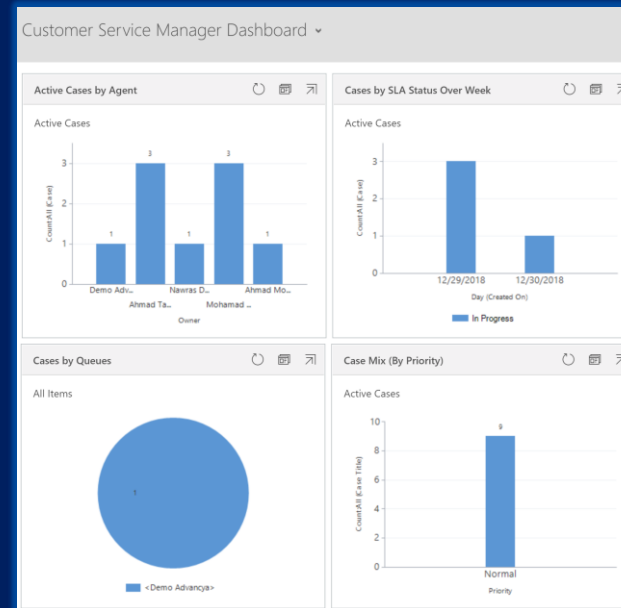 Customer Service Manager Dashboard
Active Cases by Agent
Active Cases
CountAll (Case)
3
2
1
0
1
3
1
3
1
Demo Adv...
Nawras D...
Ahmad Mo...
Ahmad Ta...
Mohamad ...
Owner
Cases by SLA Status Over Week
Active Cases
CountAll (Case)
3
2
1
0
12/29/2018
12/30/2018
Day (Created On)
In Progress
Cases by Queues
All Items
1
<Demo Advancya>
Case Mix (By Priority)
Active Cases
CountAll (Case Title)
10
8
6
4
2
0
9
Normal
Priority